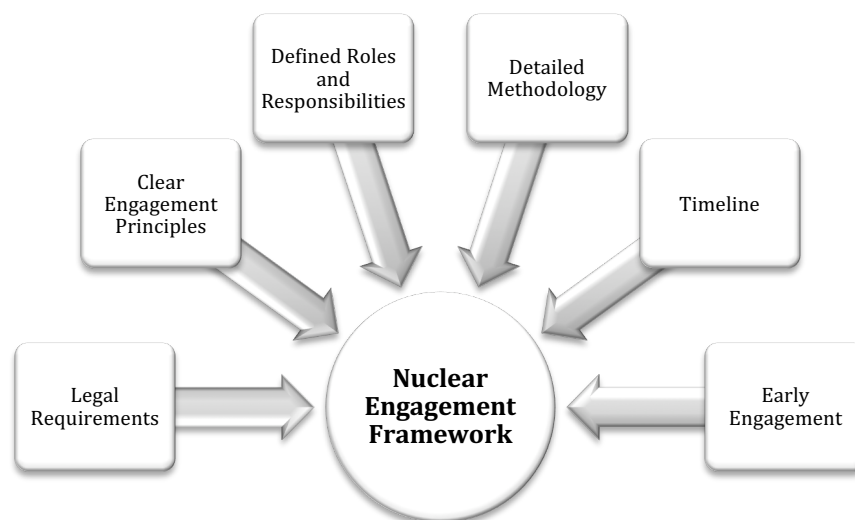 Defined Roles
and
Responsibilities
Detailed
Methodology
Clear
Engagement
Principles
Timeline
Legal
Requirements
Nuclear
Engagement
Framework
Early
Engagement